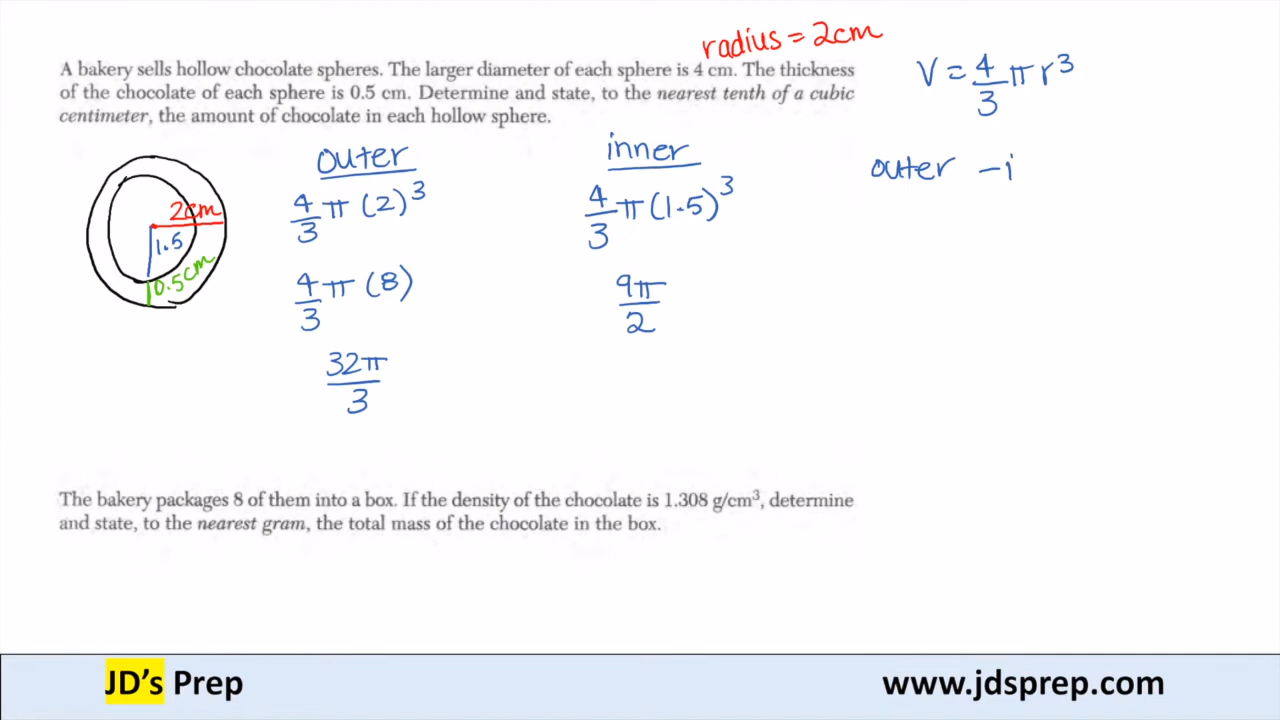 radius = 2cm
A bakery sells hollow chocolate spheres. The larger diameter of each sphere is 4 cm. The thickness
of the chocolate of each sphere is 0.5 cm. Determine and state, to the nearest tenth of a cubic
centimeter, the amount of chocolate in each hollow sphere.
V = 4/3 π r³
outer - i
2cm
1.5
0.5cm
outer
4/3 π (2)³
4/3 π (8)
32π/3
inner
4/3 π (1.5)³
9π/2
The bakery packages 8 of them into a box. If the density of the chocolate is 1.308 g/cm³, determine
and state, to the nearest gram, the total mass of the chocolate in the box.
JD's Prep
www.jdsprep.com